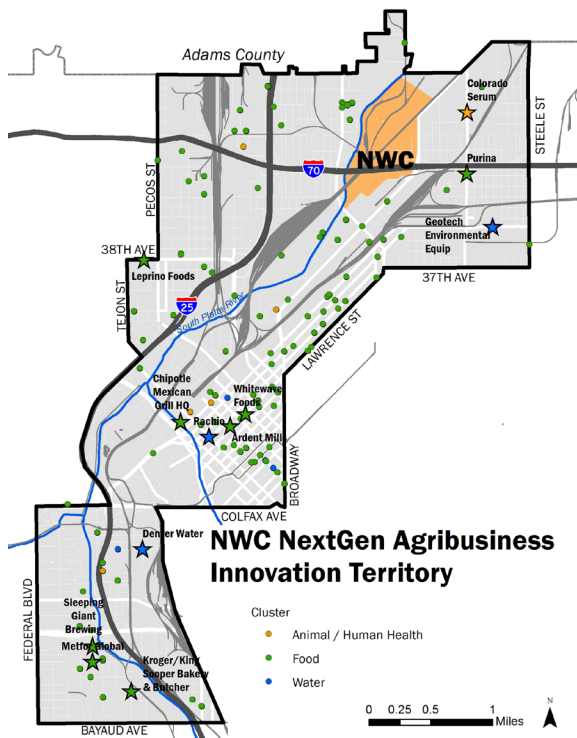 Adams County
Colorado
Serum
STEELE ST
NWC
Purina
70
PECOS ST
Geotech
Environmental
Equip
38TH AVE
Leprino Foods
37TH AVE
TEJON ST
25
South Platte River
LAWRENCE ST
Chipotle
Mexican
Grill HQ
Whitewave
Foods
Rachio
Ardent Mill
BROADWAY
COLFAX AVE
NWC NextGen Agribusiness
Innovation Territory
Denver Water
FEDERAL BLVD
Sleeping
Giant
Brewing
Metfor Global
Kroger/King
Sooper Bakery
& Butcher
BAYAUD AVE
Cluster
Animal / Human Health
Food
Water
0 0.25 0.5 1
Miles
N